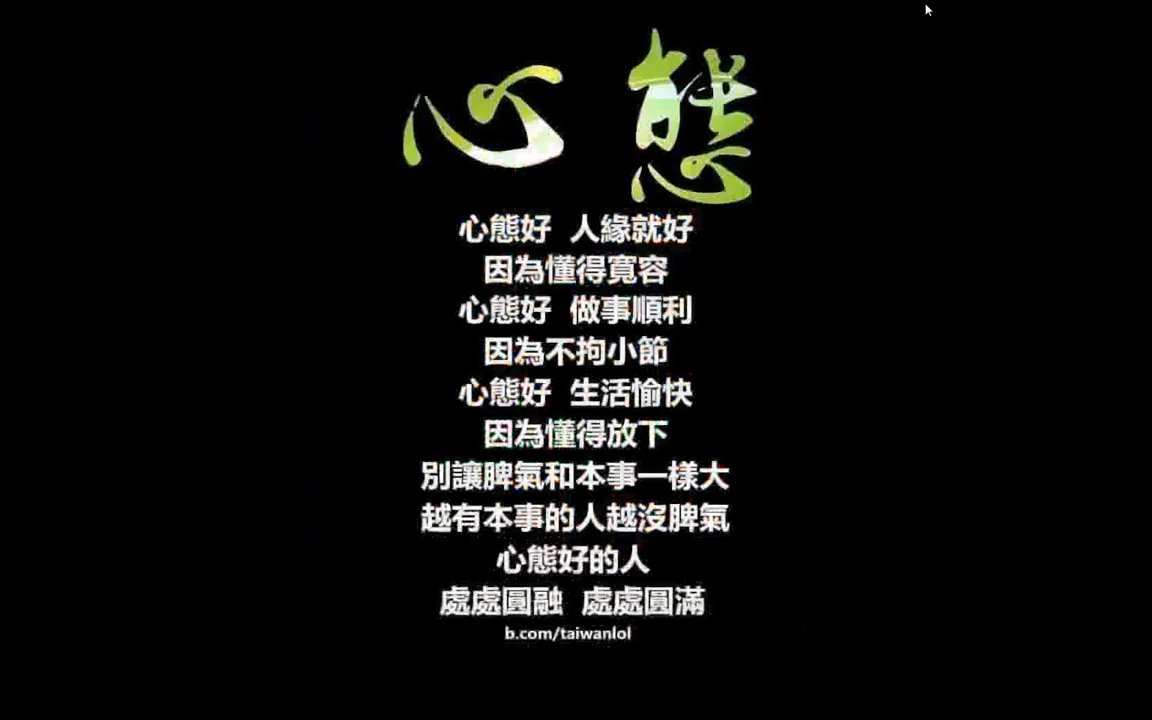 心態
心態好 人緣就好
因為懂得寬容
心態好 做事順利
因為不拘小節
心態好 生活愉快
因為懂得放下
別讓脾氣和本事一樣大
越有本事的人越沒脾氣
心態好的人
處處圓融 處處圓滿
b.com/taiwanlol